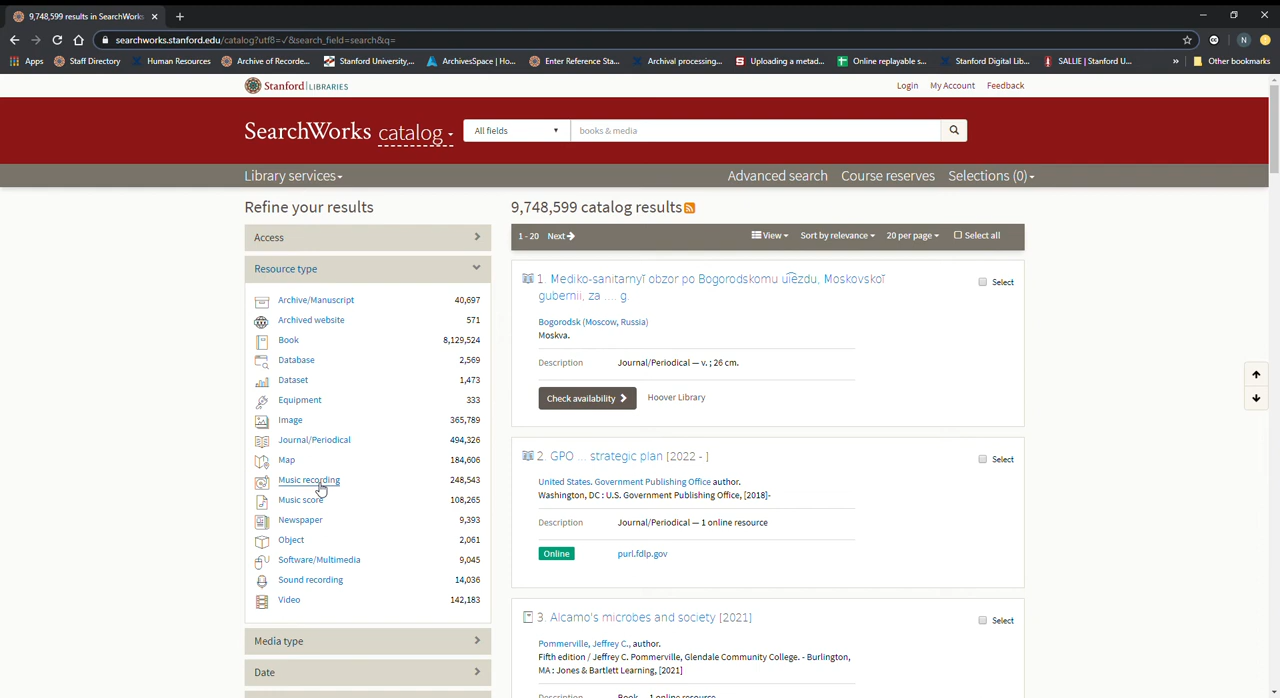 9,748,599 results in SearchWorks
searchworks.stanford.edu/catalog?utf8=✓&search_field=search&q=
Apps Staff Directory Human Resources Archive of Recorde... Stanford University,... ArchivesSpace | Ho... Enter Reference Sta... Archival processing... Uploading a metad... Online replayable s... Stanford Digital Lib... SALLIE | Stanford U... » Other bookmarks
Stanford LIBRARIES
Login My Account Feedback
SearchWorks catalog
All fields
books & media
Library services
Advanced search Course reserves Selections (0)
Refine your results
Access
Resource type
Archive/Manuscript 40,697
Archived website 571
Book 8,129,524
Database 2,569
Dataset 1,473
Equipment 333
Image 365,789
Journal/Periodical 494,326
Map 184,606
Music recording 248,543
Music score 108,265
Newspaper 9,393
Object 2,061
Software/Multimedia 9,045
Sound recording 14,036
Video 142,183
Media type
Date
9,748,599 catalog results
1 - 20 Next
View Sort by relevance 20 per page Select all
1. Mediko-sanitarnyĭ obzor po Bogorodskomu ui͡ezdu, Moskovskoĭ
gubernii, za .... g.
Select
Bogorodsk (Moscow, Russia)
Moskva.
Description Journal/Periodical — v. ; 26 cm.
Check availability Hoover Library
2. GPO ... strategic plan [2022 - ]
Select
United States. Government Publishing Office author.
Washington, DC : U.S. Government Publishing Office, [2018]-
Description Journal/Periodical — 1 online resource
Online purl.fdlp.gov
3. Alcamo's microbes and society [2021]
Select
Pommerville, Jeffrey C., author.
Fifth edition / Jeffrey C. Pommerville, Glendale Community College. - Burlington,
MA : Jones & Bartlett Learning, [2021]
Description Book — 1 online resource